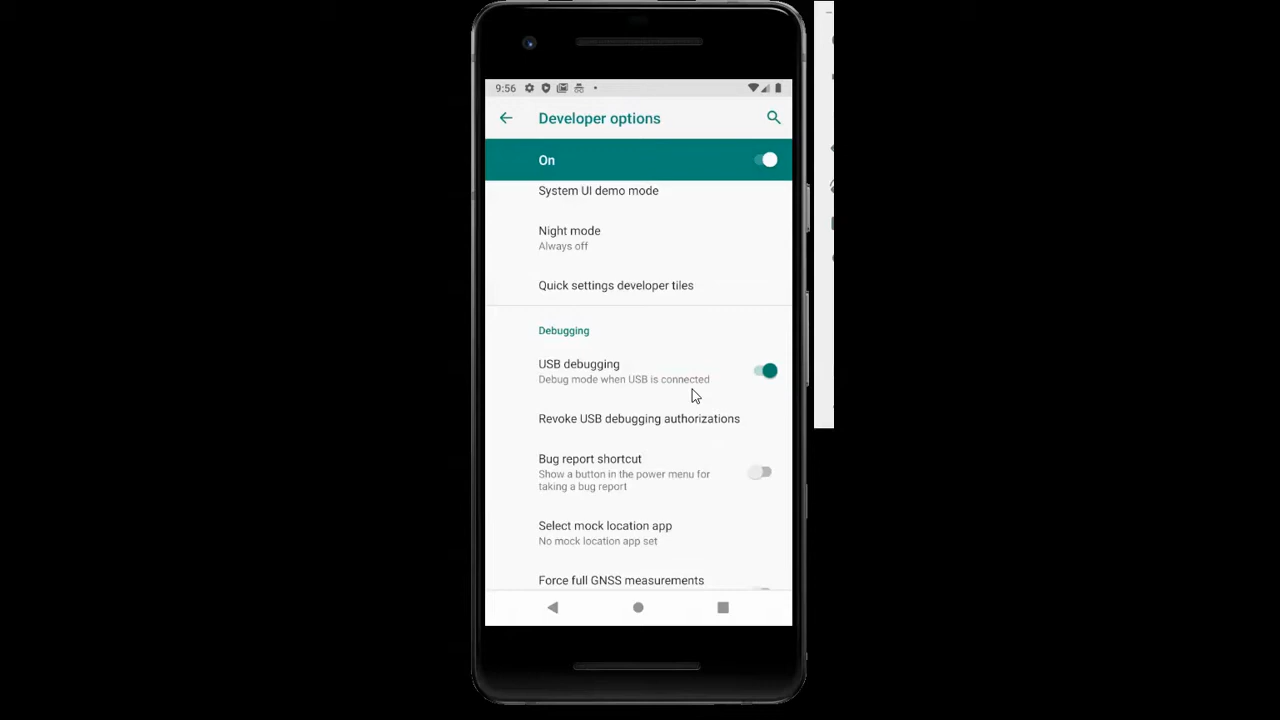 9:56
Developer options
On
System UI demo mode
Night mode
Always off
Quick settings developer tiles
Debugging
USB debugging
Debug mode when USB is connected
Revoke USB debugging authorizations
Bug report shortcut
Show a button in the power menu for
taking a bug report
Select mock location app
No mock location app set
Force full GNSS measurements